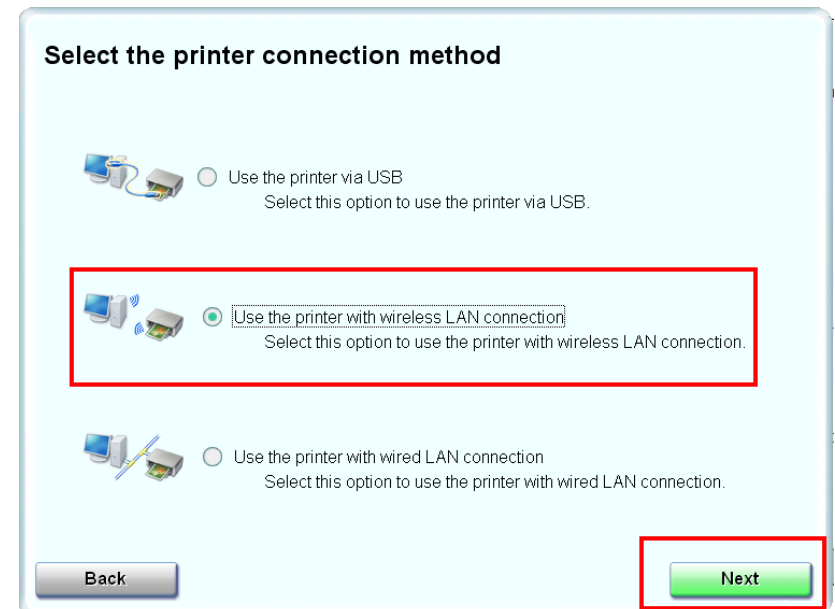 Select the printer connection method
Use the printer via USB
Select this option to use the printer via USB.
Use the printer with wireless LAN connection
Select this option to use the printer with wireless LAN connection.
Use the printer with wired LAN connection
Select this option to use the printer with wired LAN connection.
Back
Next